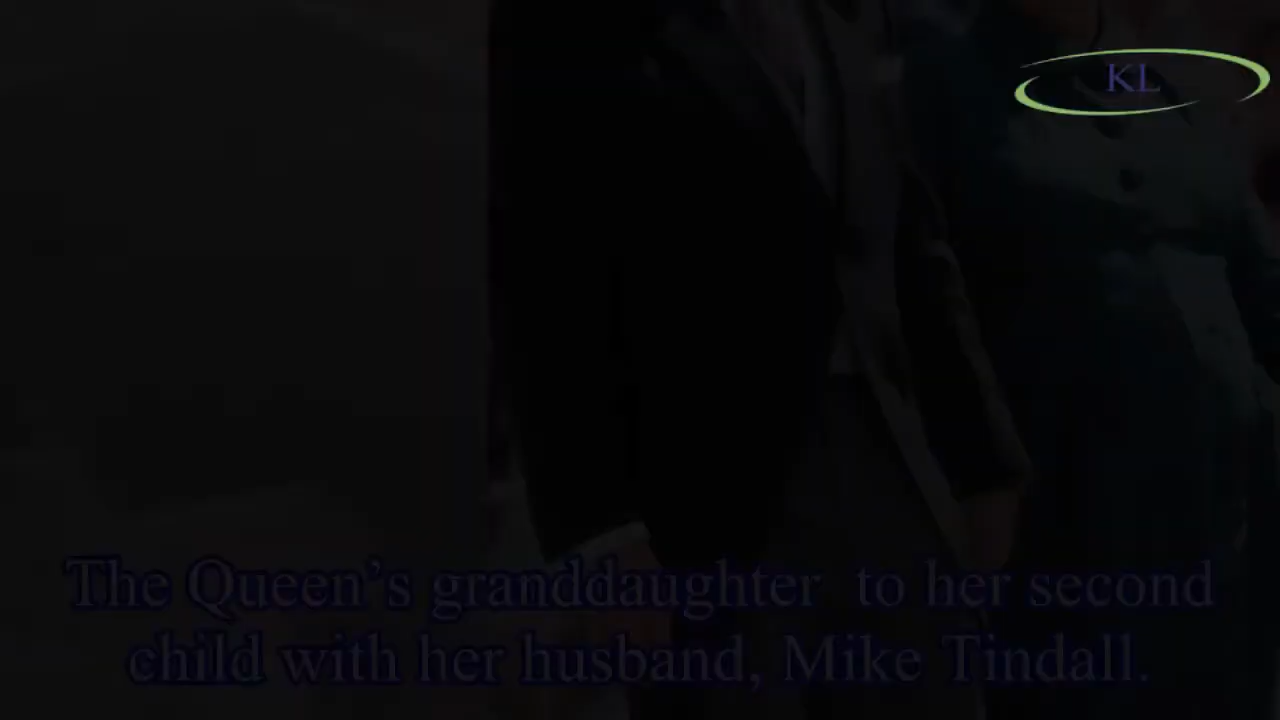 KL
The Queen’s granddaughter  to her second
child with her husband, Mike Tindall.